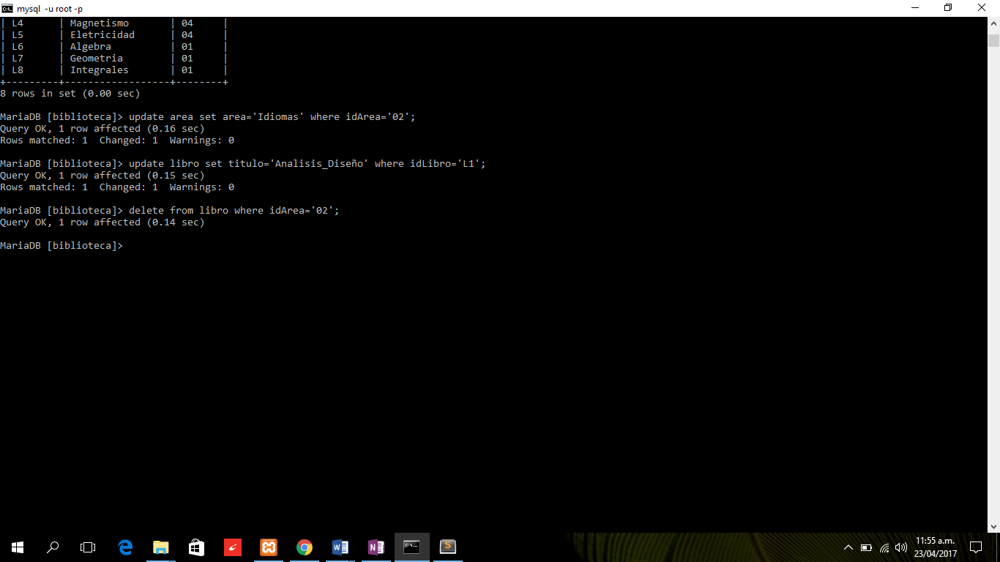 mysql -u root -p
| L4      | Magnetismo       | 04     |
| L5      | Eletricidad      | 04     |
| L6      | Algebra          | 01     |
| L7      | Geometria        | 01     |
| L8      | Integrales       | 01     |
+---------+------------------+--------+
8 rows in set (0.00 sec)
MariaDB [biblioteca]> update area set area='Idiomas' where idArea='02';
Query OK, 1 row affected (0.16 sec)
Rows matched: 1  Changed: 1  Warnings: 0
MariaDB [biblioteca]> update libro set titulo='Analisis_Diseño' where idLibro='L1';
Query OK, 1 row affected (0.15 sec)
Rows matched: 1  Changed: 1  Warnings: 0
MariaDB [biblioteca]> delete from libro where idArea='02';
Query OK, 1 row affected (0.14 sec)
MariaDB [biblioteca]>
11:55 a.m.
23/04/2017